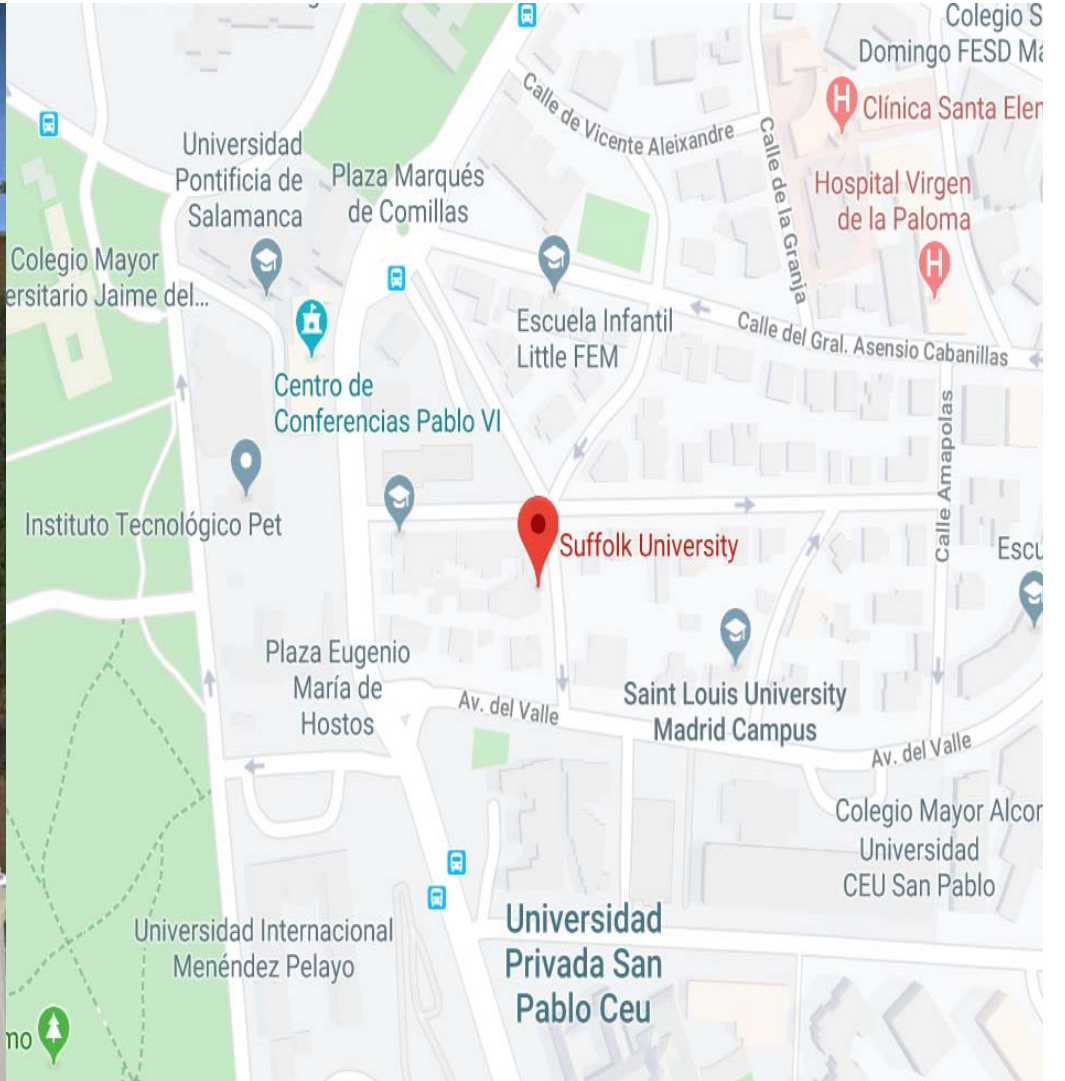 Colegio S
Domingo FESD Ma
Clínica Santa Elen
Calle de Vicente Aleixandre
Calle de la Granja
Universidad
Pontificia de
Salamanca
Plaza Marqués
de Comillas
Hospital Virgen
de la Paloma
Colegio Mayor
ersitario Jaime del...
Escuela Infantil
Little FEM
Calle del Gral. Asensio Cabanillas
Centro de
Conferencias Pablo VI
Calle Amapolas
Instituto Tecnológico Pet
Suffolk University
Escu
Plaza Eugenio
María de
Hostos
Av. del Valle
Saint Louis University
Madrid Campus
Av. del Valle
Colegio Mayor Alcor
Universidad
CEU San Pablo
Universidad Internacional
Menéndez Pelayo
Universidad
Privada San
Pablo Ceu
mo
H
H